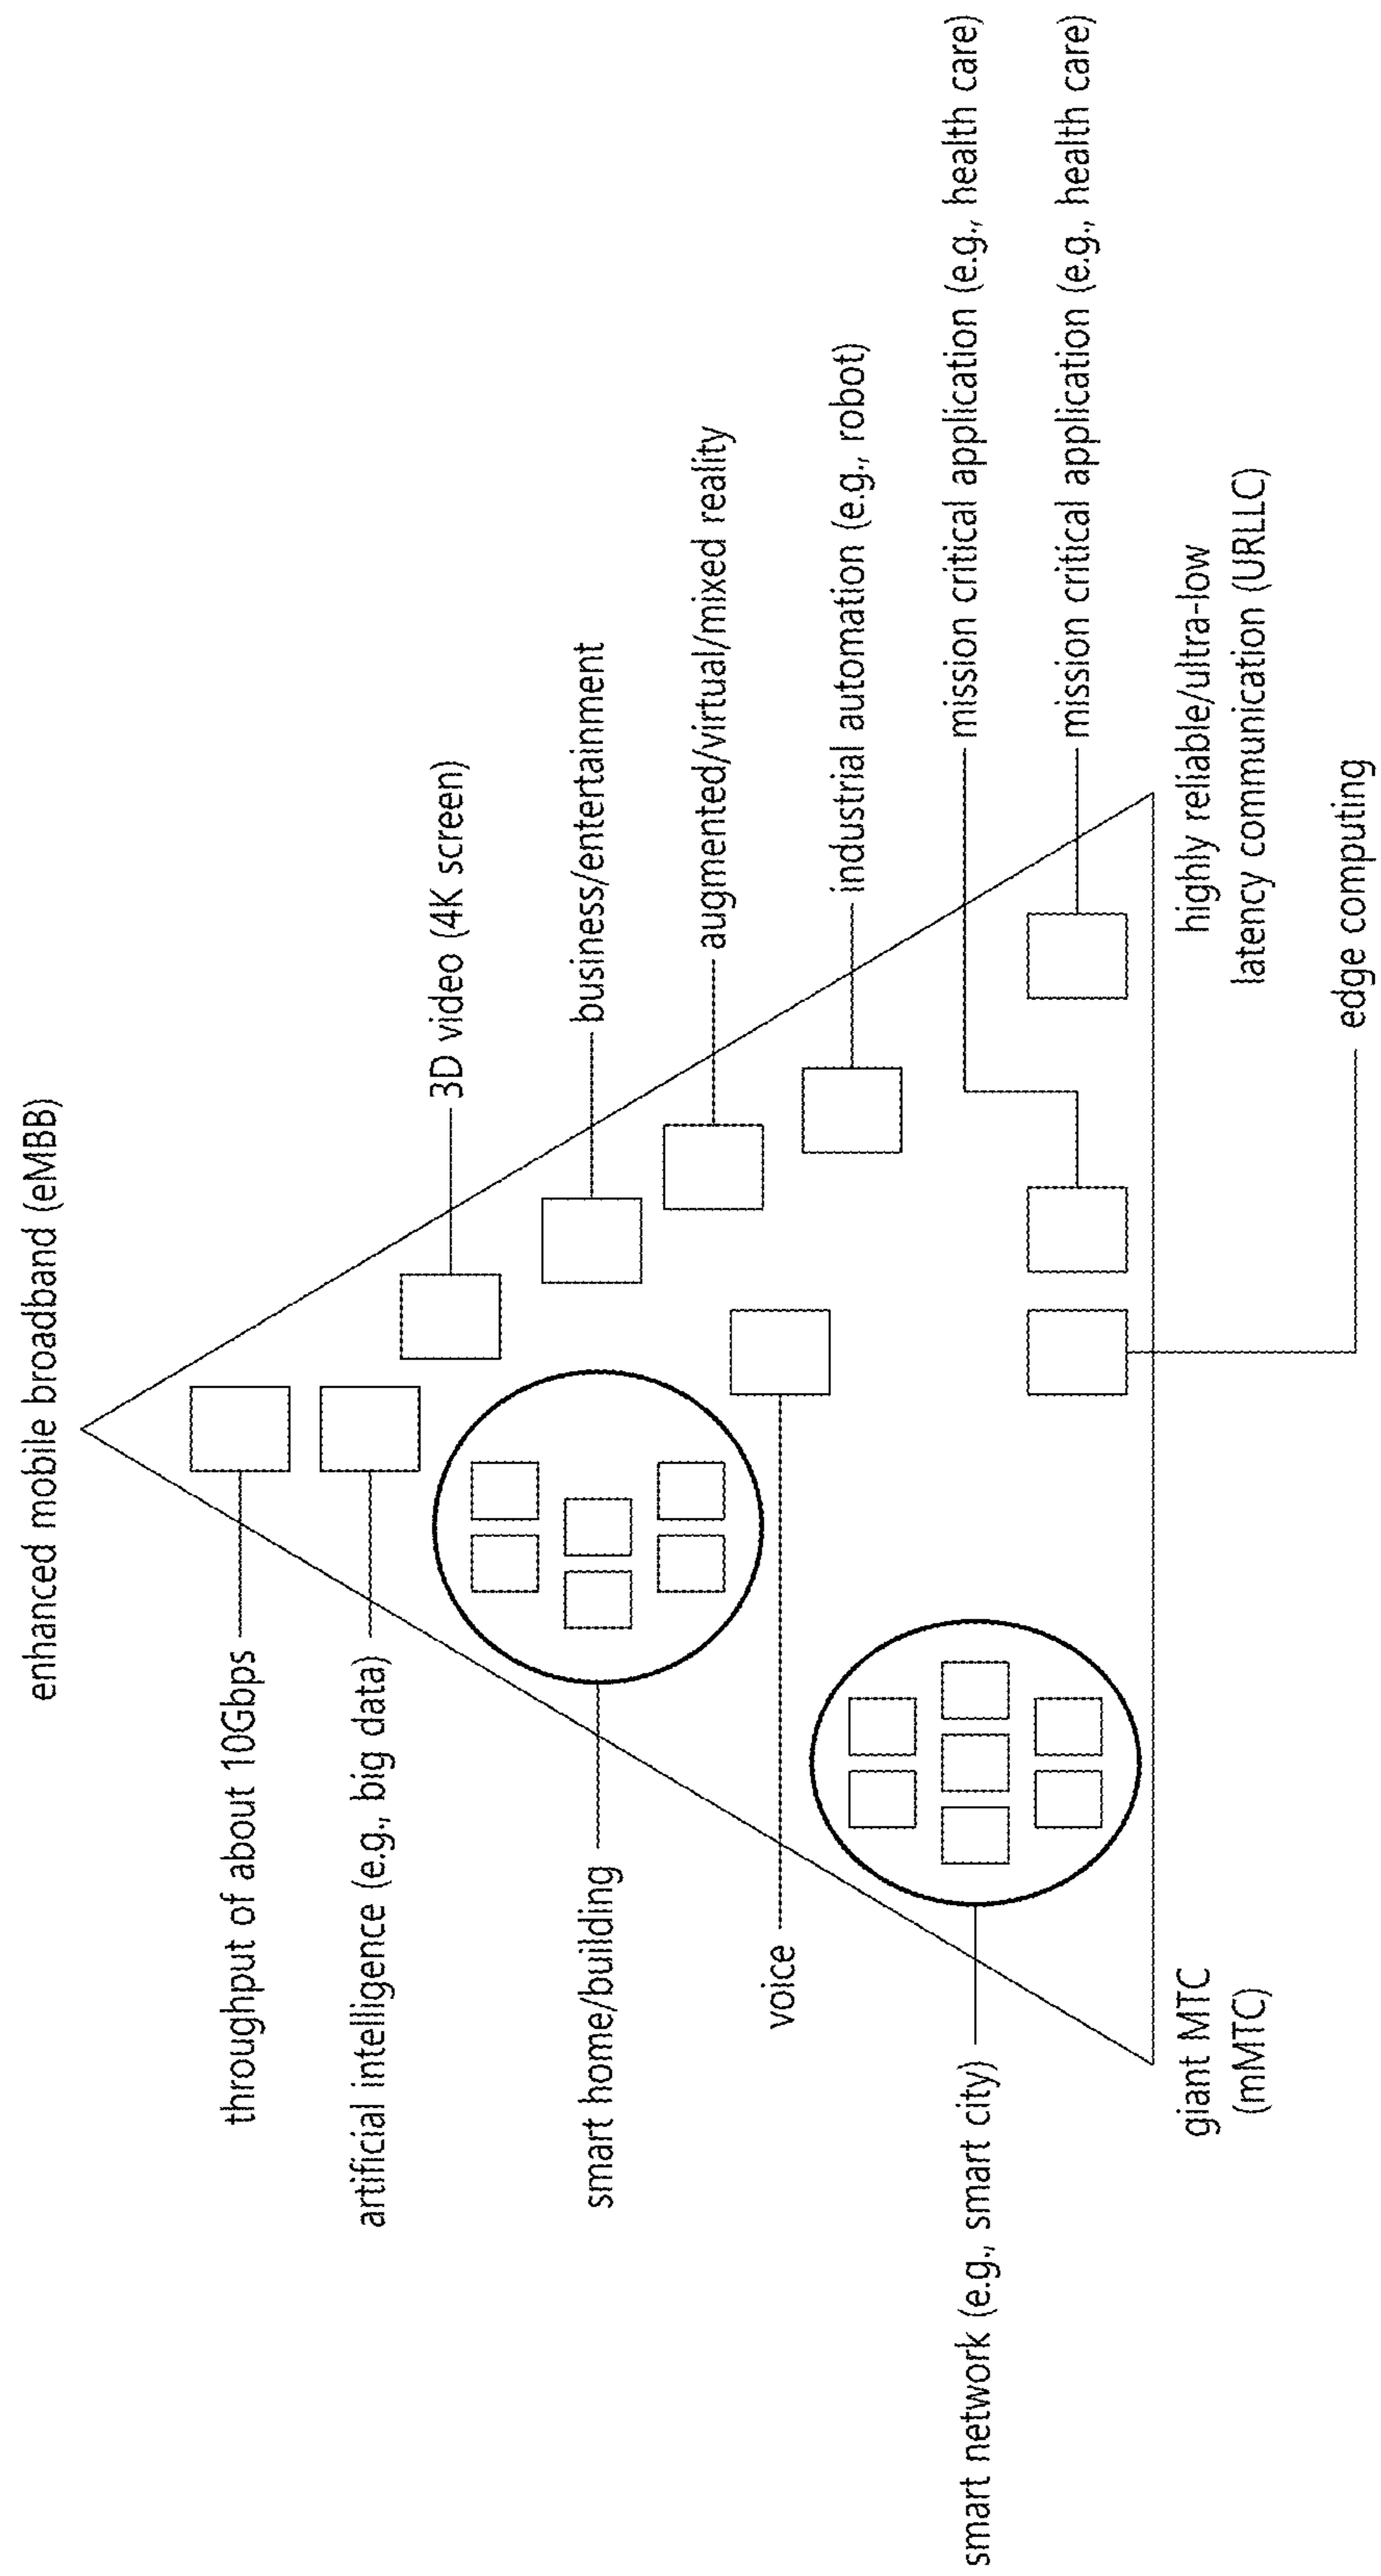 enhanced mobile broadband (eMBB)
throughput of about 10Gbps
artificial intelligence (e.g., big data)
3D video (4K screen)
smart home/building
business/entertainment
augmented/virtual/mixed reality
voice
industrial automation (e.g., robot)
smart network (e.g., smart city)
mission critical application (e.g., health care)
mission critical application (e.g., health care)
giant MTC
(mMTC)
highly reliable/ultra-low
latency communication (URLLC)
edge computing